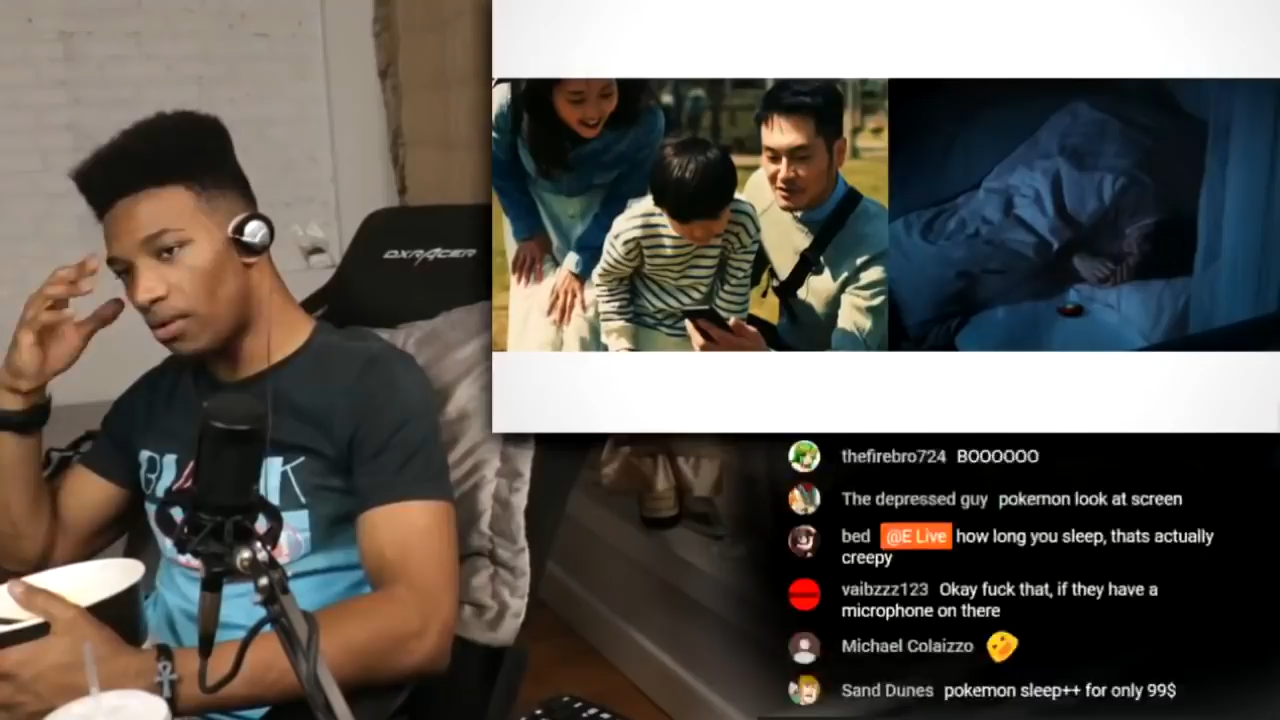 DXRACER
thefirebro724 BOOOOOO
The depressed guy pokemon look at screen
bed @E Live how long you sleep, thats actually
creepy
vaibzzz123 Okay fuck that, if they have a
microphone on there
Michael Colaizzo
Sand Dunes pokemon sleep++ for only 99$